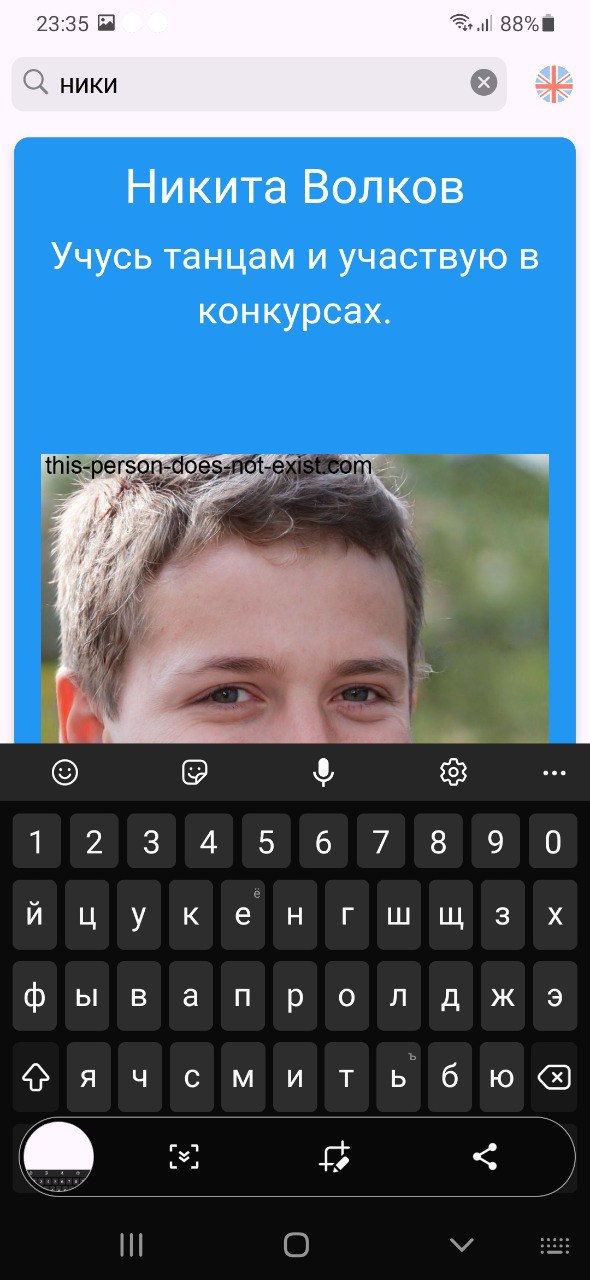 23:35 88%
ники
Никита Волков
Учусь танцам и участвую в
конкурсах.
this-person-does-not-exist.com
1 2 3 4 5 6 7 8 9 0
ё
й ц у к е н г ш щ з х
ф ы в а п р о л д ж э
ъ
я ч с м и т ь б ю